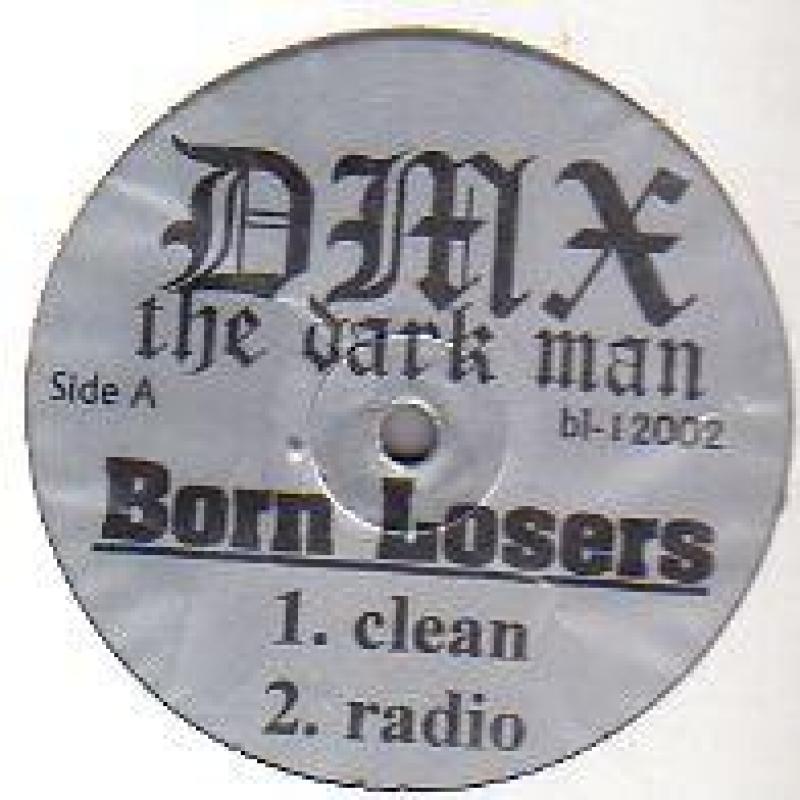 DMX
the dark man
Side A
bl-12002
Born Losers
1. clean
2. radio